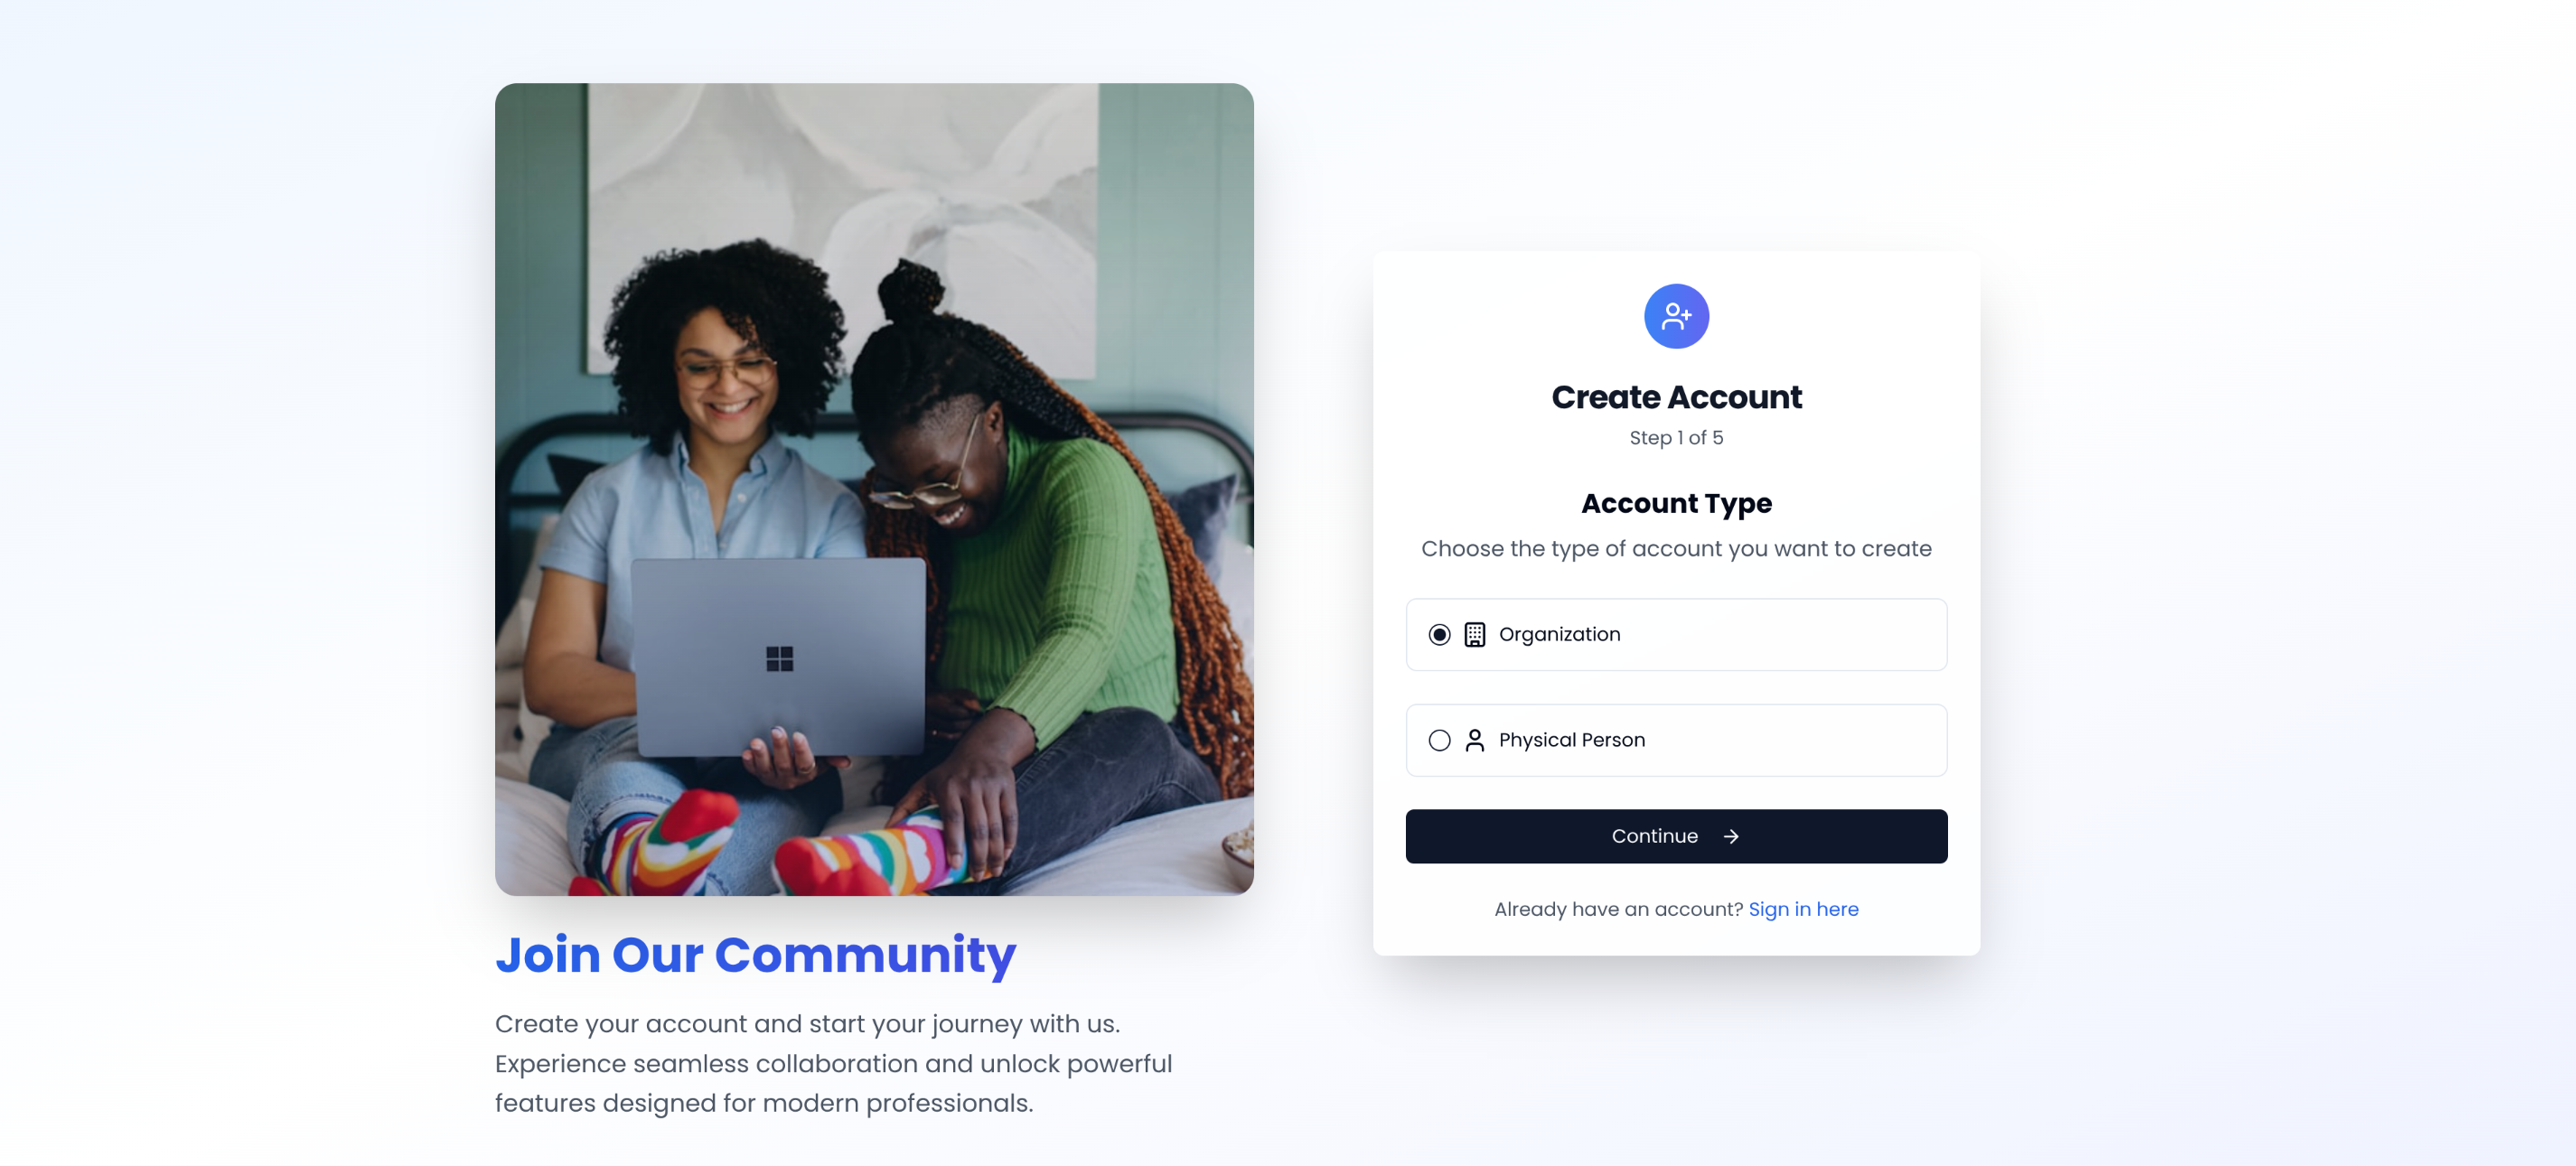 Join Our Community
Create your account and start your journey with us.
Experience seamless collaboration and unlock powerful
features designed for modern professionals.
Create Account
Step 1 of 5
Account Type
Choose the type of account you want to create
Organization
Physical Person
Continue
Already have an account? Sign in here